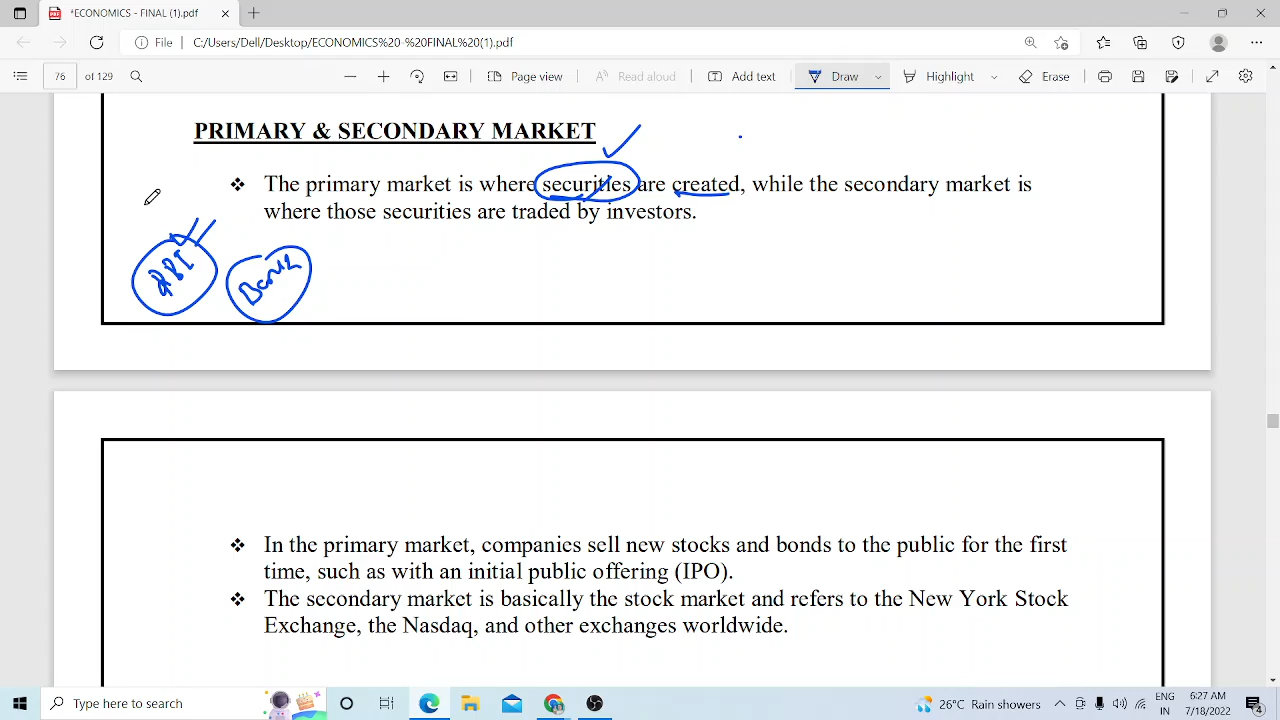 *ECONOMICS - FINAL (1).pdf
File | C:/Users/Dell/Desktop/ECONOMICS%20-%20FINAL%20(1).pdf
76 of 129 Page view Read aloud Add text Draw Highlight Erase
PRIMARY & SECONDARY MARKET
❖ The primary market is where securities are created, while the secondary market is
where those securities are traded by investors.
RBI Bank
❖ In the primary market, companies sell new stocks and bonds to the public for the first
time, such as with an initial public offering (IPO).
❖ The secondary market is basically the stock market and refers to the New York Stock
Exchange, the Nasdaq, and other exchanges worldwide.
Type here to search
26°C Rain showers
ENG
IN
6:27 AM
7/18/2022
4